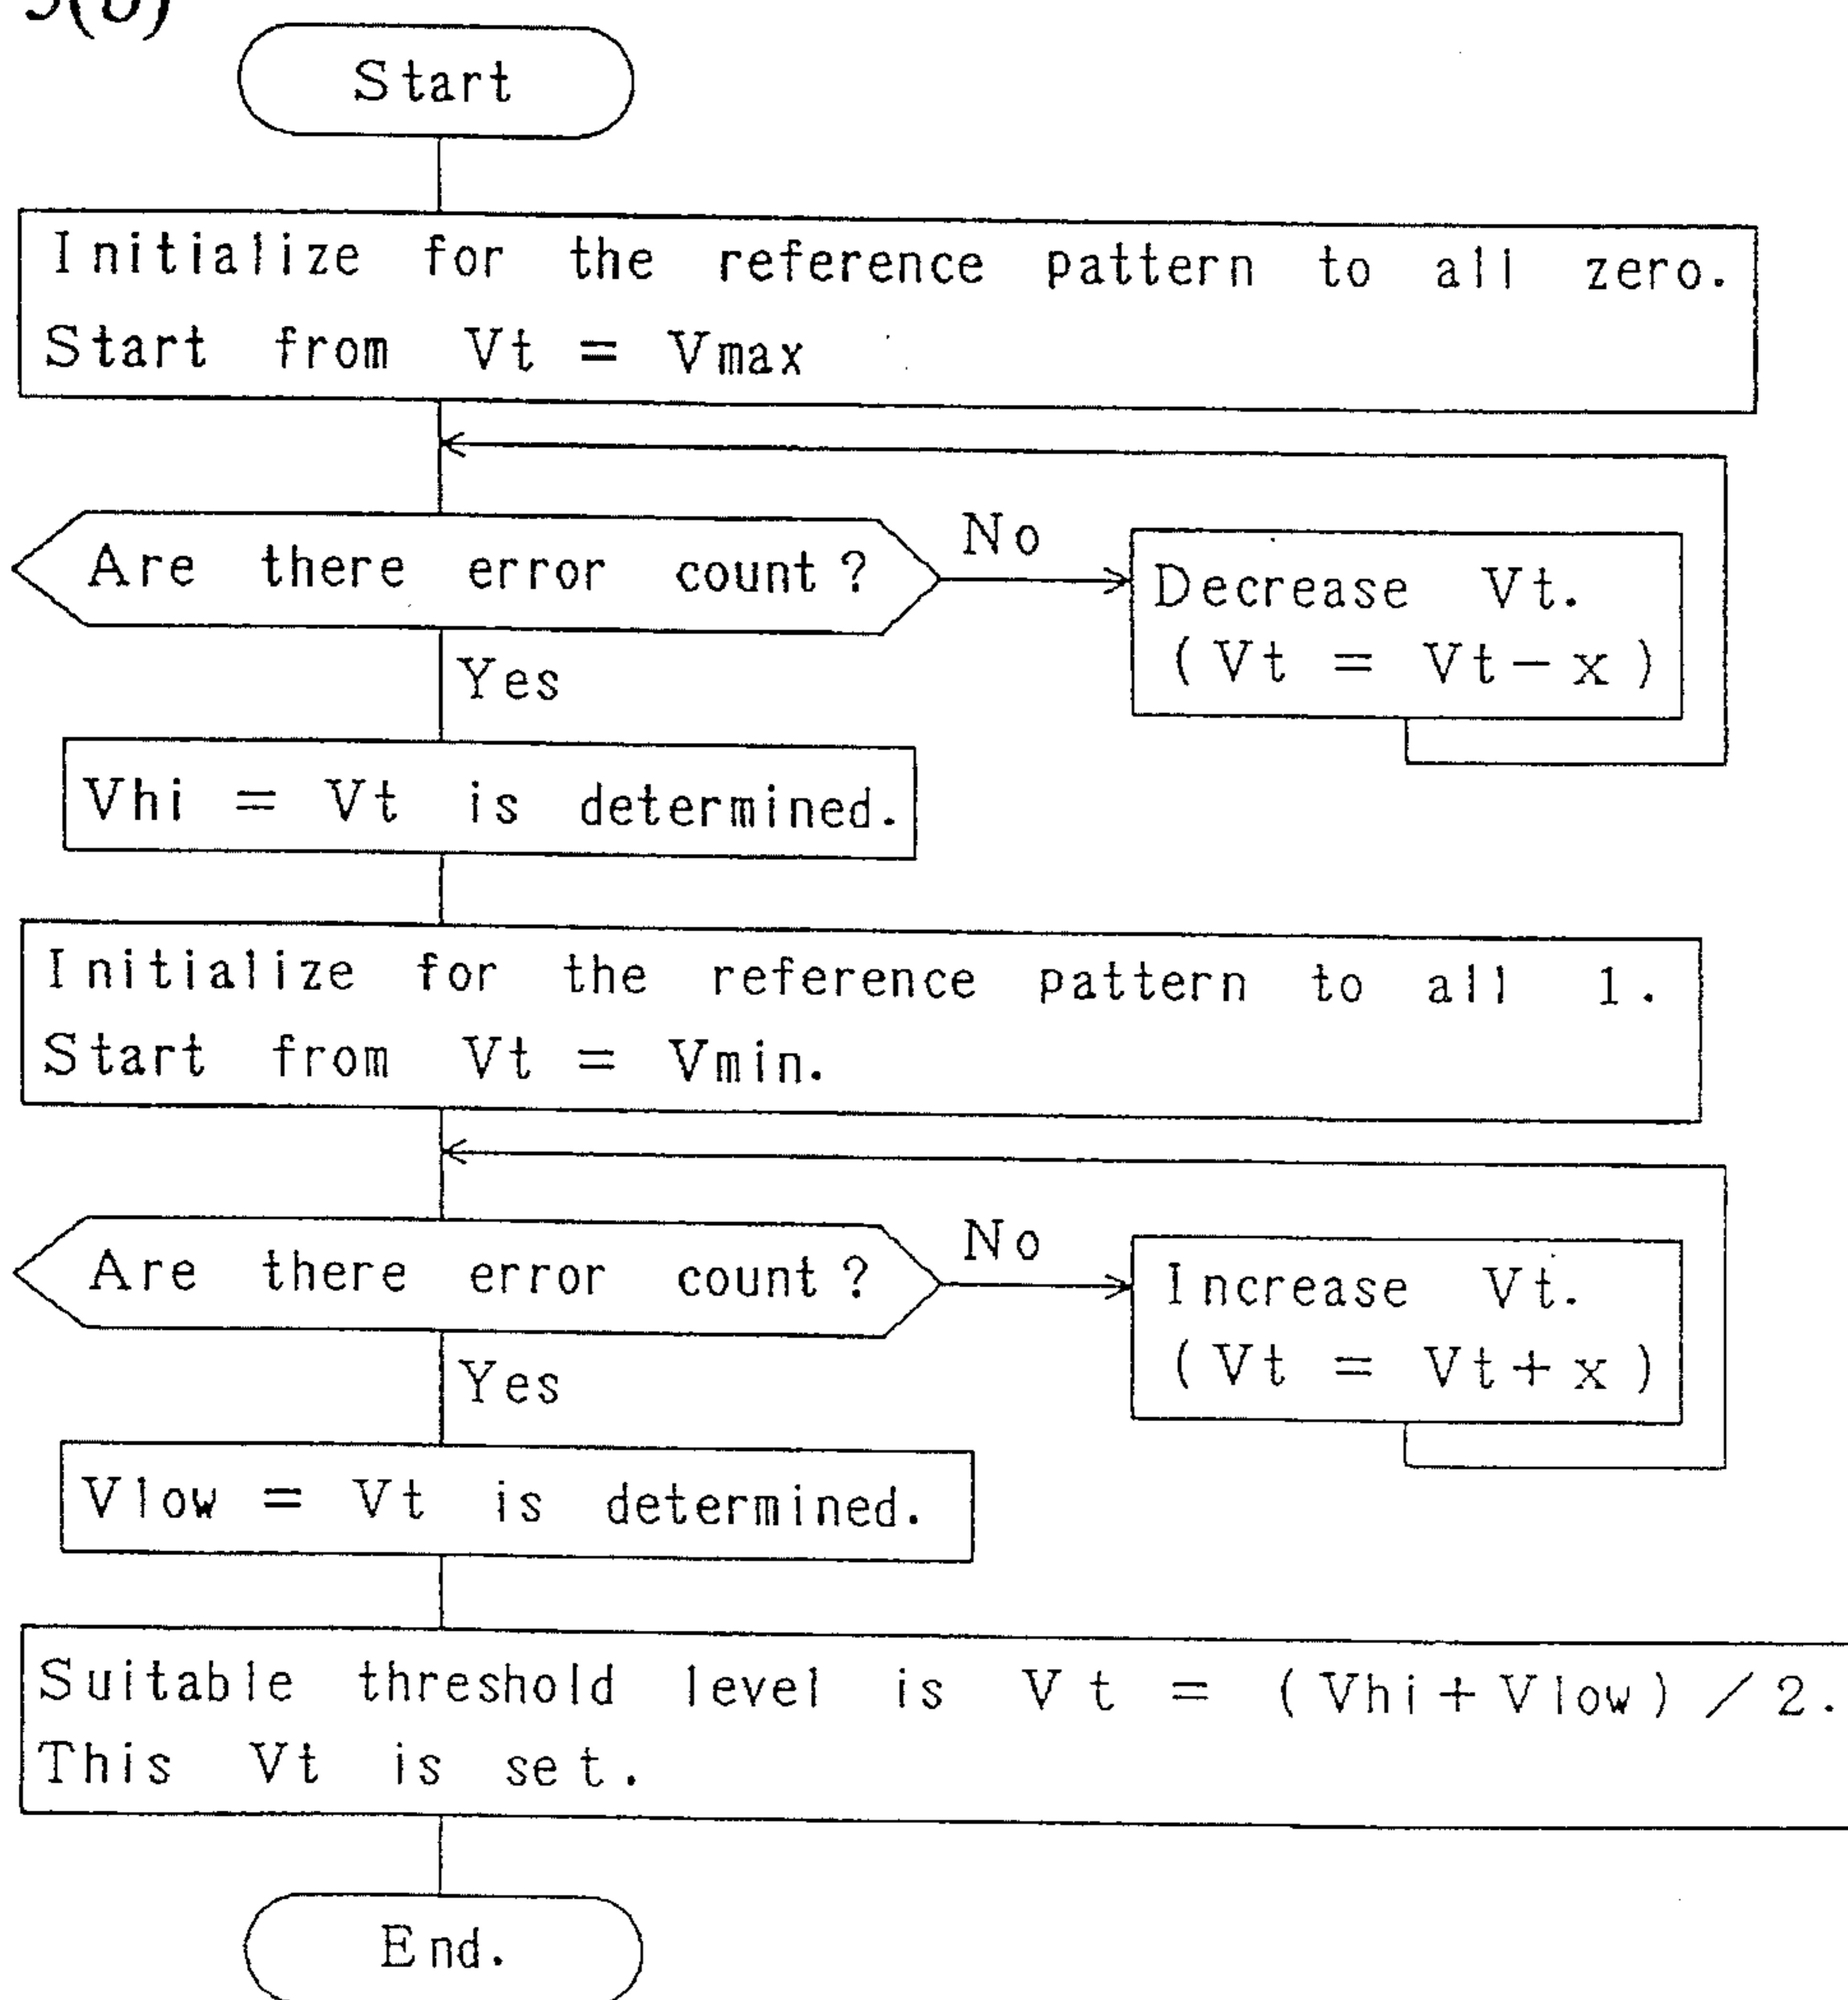 Start
Initialize for the reference pattern to all zero.
Start from Vt = Vmax
Are there error count?
No
Decrease Vt.
(Vt = Vt-x)
Yes
Vhi = Vt is determined.
Initialize for the reference pattern to all 1.
Start from Vt = Vmin.
Are there error count?
No
Increase Vt.
(Vt = Vt+x)
Yes
Vlow = Vt is determined.
Suitable threshold level is Vt = (Vhi+Vlow)/2.
This Vt is set.
End.